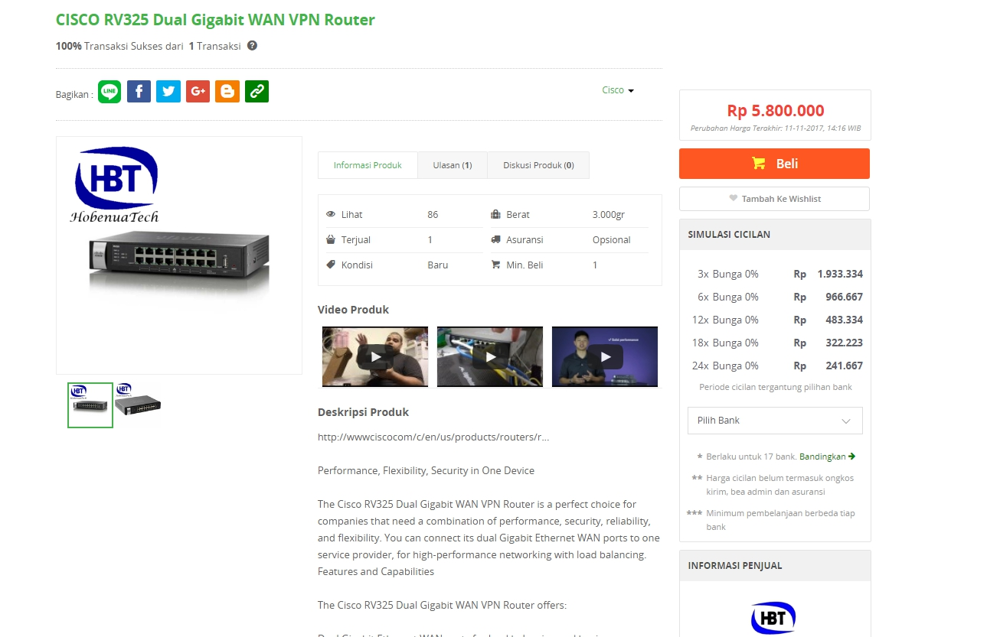 CISCO RV325 Dual Gigabit WAN VPN Router
100% Transaksi Sukses dari 1 Transaksi
Bagikan :
LINE
G+
Cisco
HBT
HobenuaTech
HBT
HBT
Informasi Produk
Ulasan (1)
Diskusi Produk (0)
Lihat 86
Berat 3.000gr
Terjual 1
Asuransi Opsional
Kondisi Baru
Min. Beli 1
Video Produk
Solid performance
Deskripsi Produk
http://wwwciscocom/c/en/us/products/routers/r...
Performance, Flexibility, Security in One Device
The Cisco RV325 Dual Gigabit WAN VPN Router is a perfect choice for
companies that need a combination of performance, security, reliability,
and flexibility. You can connect its dual Gigabit Ethernet WAN ports to one
service provider, for high-performance networking with load balancing.
Features and Capabilities
The Cisco RV325 Dual Gigabit WAN VPN Router offers:
Rp 5.800.000
Perubahan Harga Terakhir: 11-11-2017, 14:16 WIB
Beli
Tambah Ke Wishlist
SIMULASI CICILAN
3x Bunga 0% Rp 1.933.334
6x Bunga 0% Rp 966.667
12x Bunga 0% Rp 483.334
18x Bunga 0% Rp 322.223
24x Bunga 0% Rp 241.667
Periode cicilan tergantung pilihan bank
Pilih Bank
* Berlaku untuk 17 bank. Bandingkan
** Harga cicilan belum termasuk ongkos
kirim, bea admin dan asuransi
*** Minimum pembelanjaan berbeda tiap
bank
INFORMASI PENJUAL
HBT